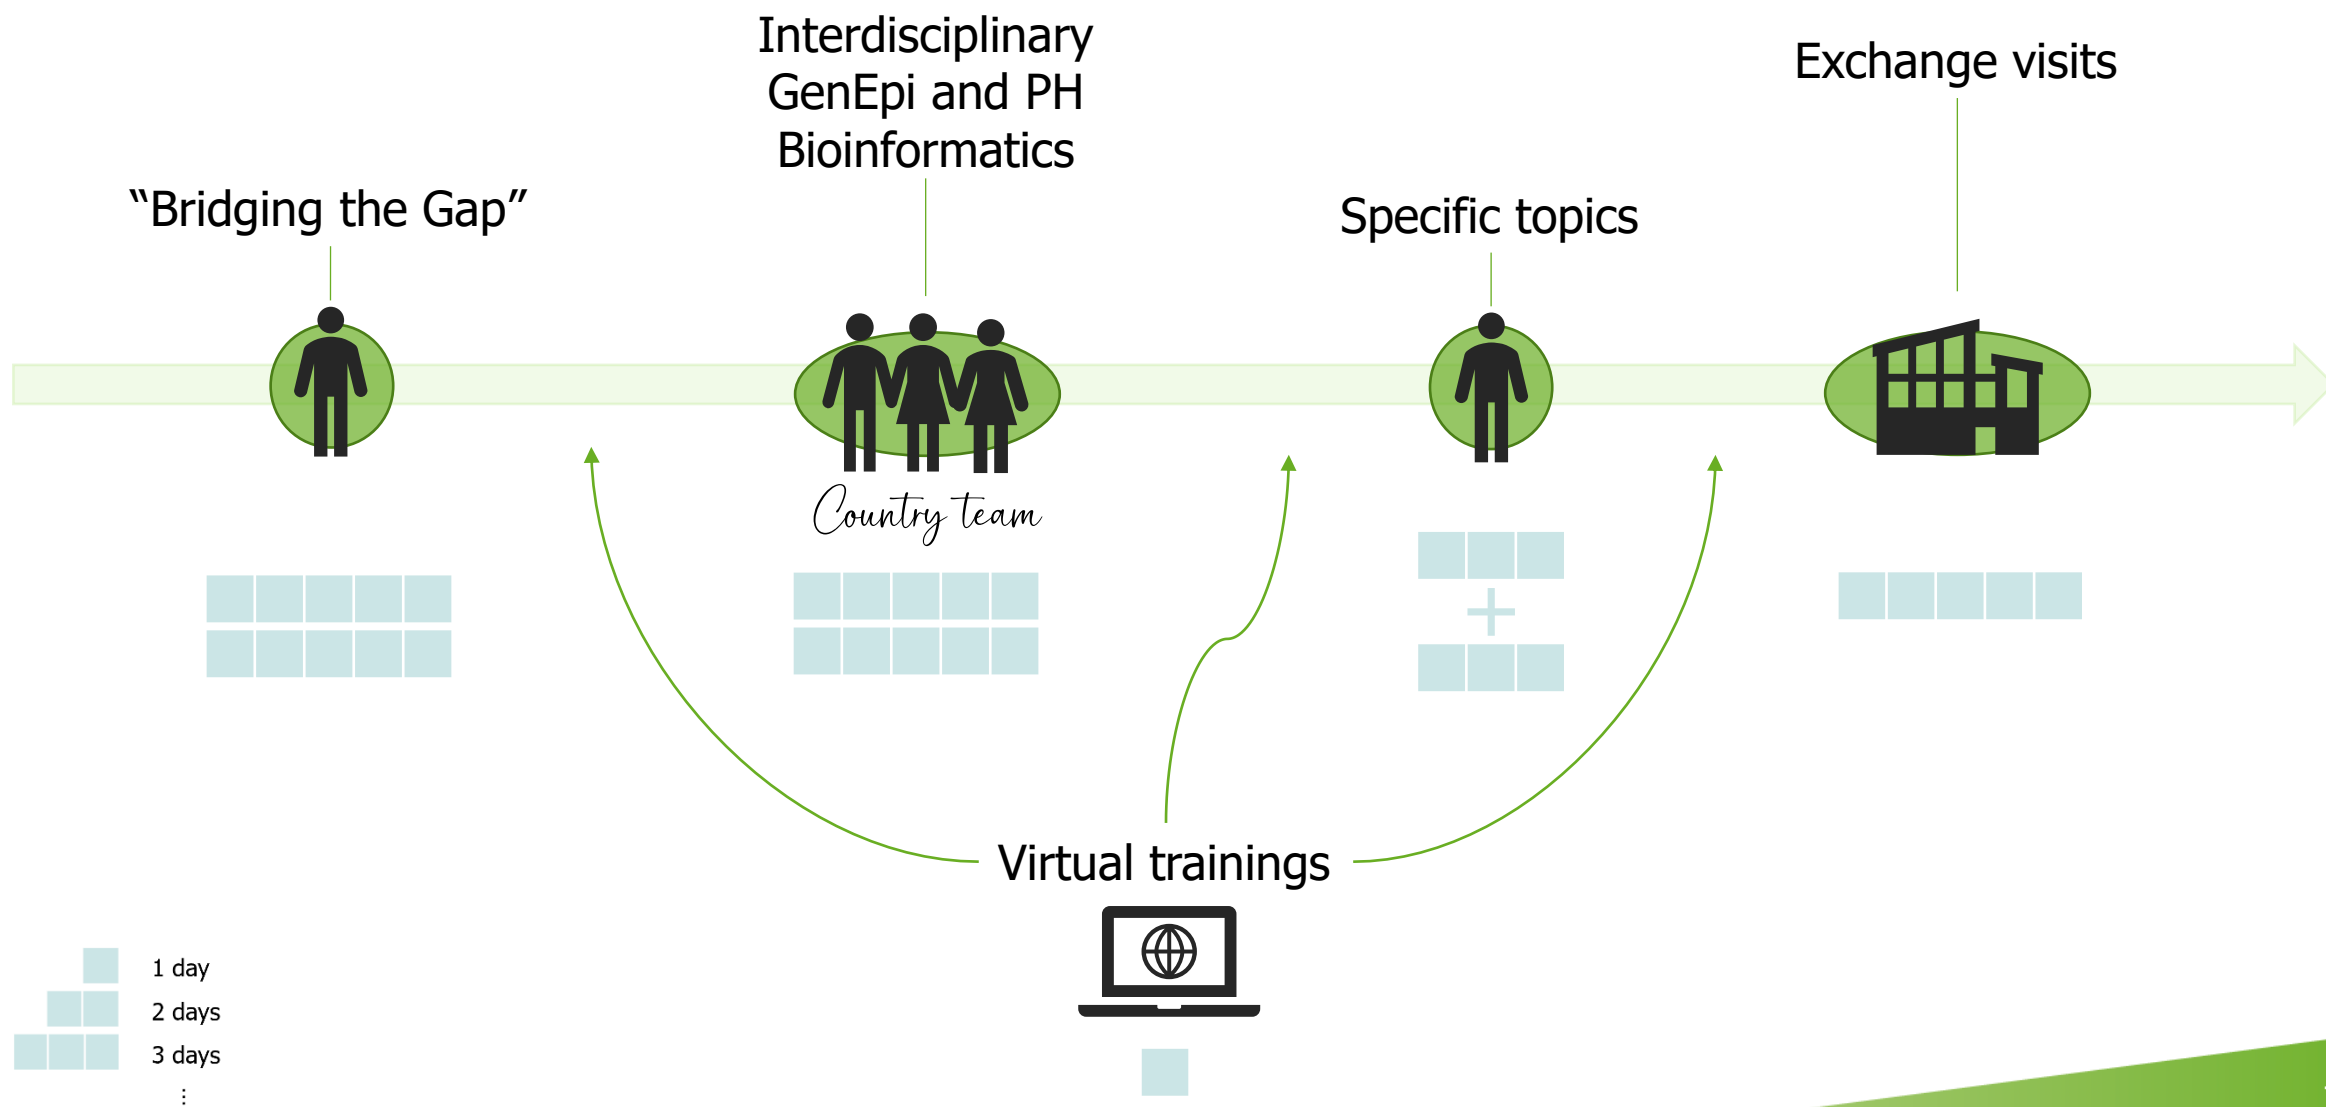 Interdisciplinary
GenEpi and PH
Bioinformatics
Exchange visits
“Bridging the Gap”
Specific topics
Country team
Virtual trainings
1 day
2 days
3 days
⋮